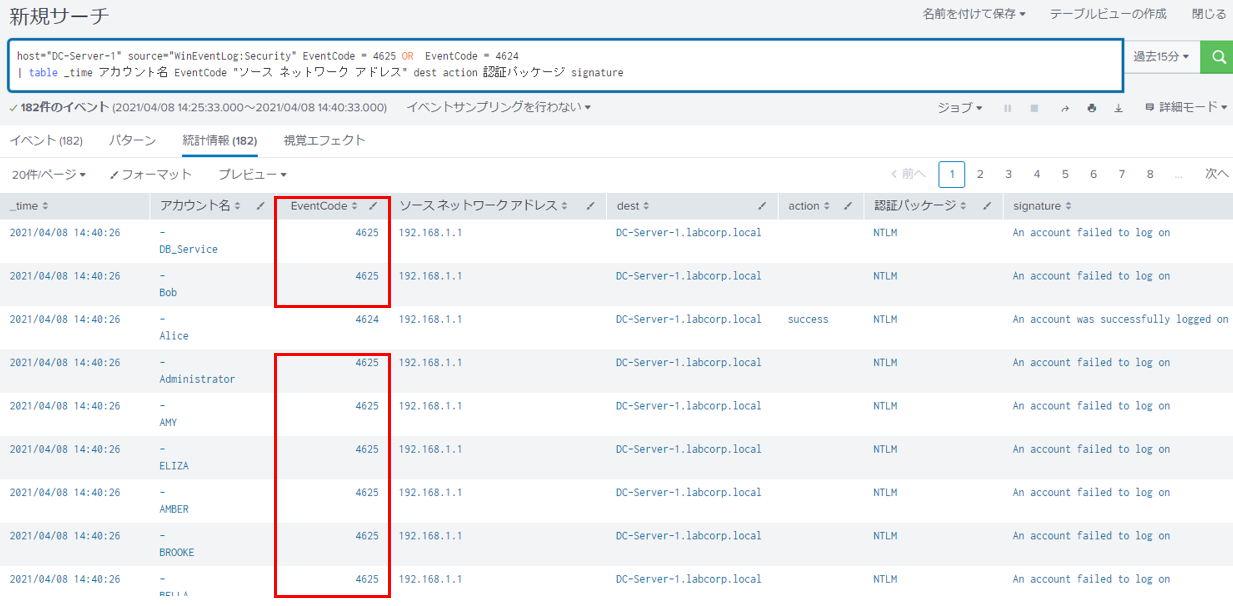 新規サーチ
名前を付けて保存▼ テーブルビューの作成 閉じる
host="DC-Server-1" source="WinEventLog:Security" EventCode = 4625 OR  EventCode = 4624
| table _time アカウント名 EventCode "ソース ネットワーク アドレス" dest action 認証パッケージ signature
過去15分▼
✓182件のイベント (2021/04/08 14:25:33.000~2021/04/08 14:40:33.000) イベントサンプリングを行わない▼
ジョブ▼ 詳細モード▼
イベント (182) パターン 統計情報 (182) 視覚エフェクト
20件/ページ▼ フォーマット プレビュー▼
< 前へ 1 2 3 4 5 6 7 8 ... 次へ
_time アカウント名 EventCode ソース ネットワーク アドレス dest action 認証パッケージ signature
2021/04/08 14:40:26 - 4625 192.168.1.1 DC-Server-1.labcorp.local NTLM An account failed to log on
DB_Service
2021/04/08 14:40:26 - 4625 192.168.1.1 DC-Server-1.labcorp.local NTLM An account failed to log on
Bob
2021/04/08 14:40:26 - 4624 192.168.1.1 DC-Server-1.labcorp.local success NTLM An account was successfully logged on
Alice
2021/04/08 14:40:26 - 4625 192.168.1.1 DC-Server-1.labcorp.local NTLM An account failed to log on
Administrator
2021/04/08 14:40:26 - 4625 192.168.1.1 DC-Server-1.labcorp.local NTLM An account failed to log on
AMY
2021/04/08 14:40:26 - 4625 192.168.1.1 DC-Server-1.labcorp.local NTLM An account failed to log on
ELIZA
2021/04/08 14:40:26 - 4625 192.168.1.1 DC-Server-1.labcorp.local NTLM An account failed to log on
AMBER
2021/04/08 14:40:26 - 4625 192.168.1.1 DC-Server-1.labcorp.local NTLM An account failed to log on
BROOKE
2021/04/08 14:40:26 - 4625 192.168.1.1 DC-Server-1.labcorp.local NTLM An account failed to log on